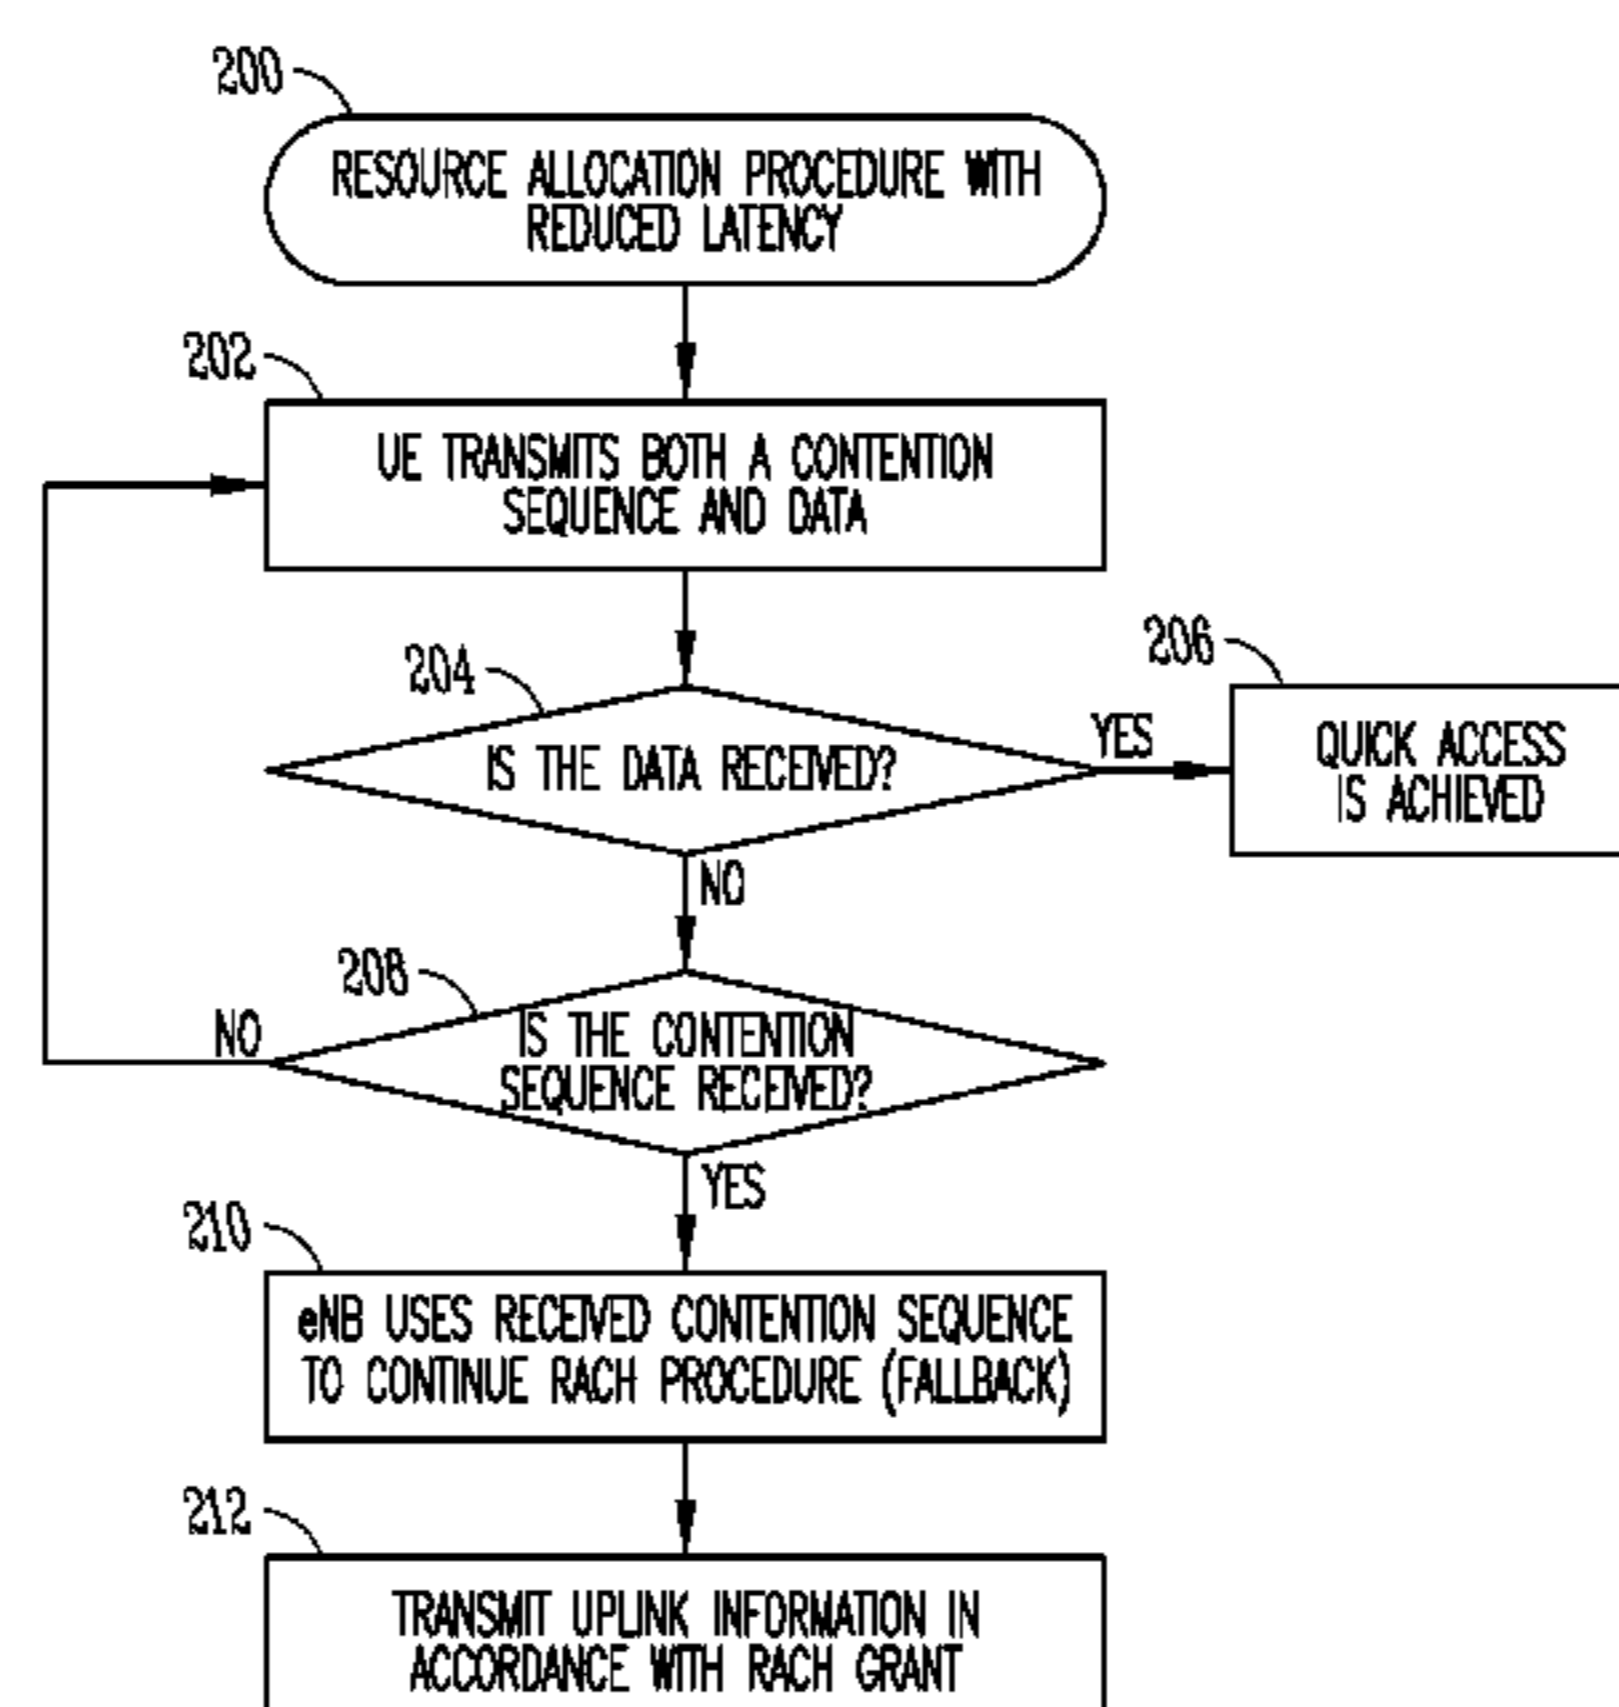 200
RESOURCE ALLOCATION PROCEDURE WITH
REDUCED LATENCY
202
UE TRANSMITS BOTH A CONTENTION
SEQUENCE AND DATA
204
IS THE DATA RECEIVED?
YES
206
QUICK ACCESS
IS ACHIEVED
NO
208
IS THE CONTENTION
SEQUENCE RECEIVED?
NO
YES
210
eNB USES RECEIVED CONTENTION SEQUENCE
TO CONTINUE RACH PROCEDURE (FALLBACK)
212
TRANSMIT UPLINK INFORMATION IN
ACCORDANCE WITH RACH GRANT